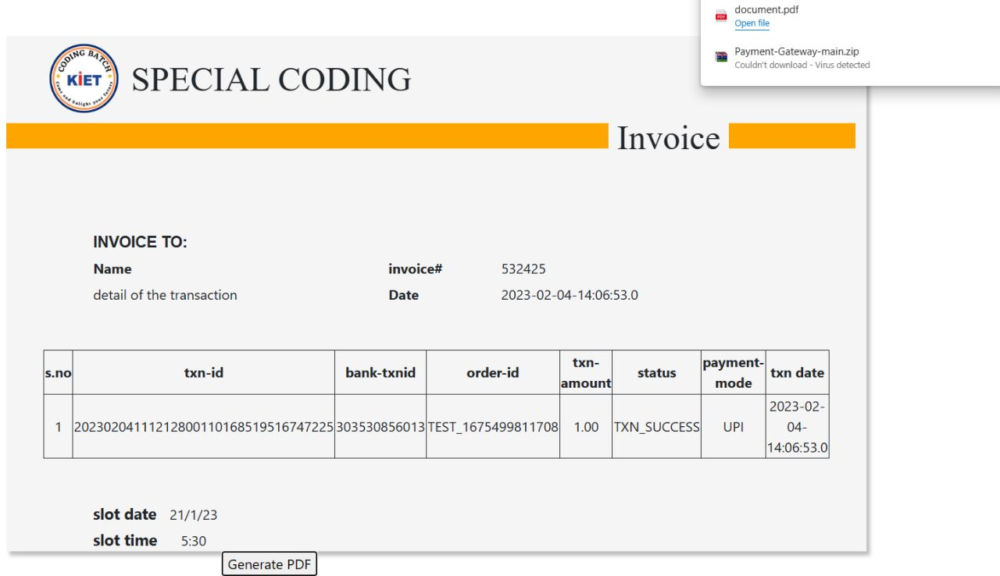 document.pdf
Open file
Payment-Gateway-main.zip
Couldn't download - Virus detected
CODING BATCH
KiET
Come and Enlight your future
SPECIAL CODING
Invoice
INVOICE TO:
Name invoice# 532425
detail of the transaction Date 2023-02-04-14:06:53.0
s.no txn-id bank-txnid order-id txn-amount status payment-mode txn date
1 20230204111212800110168519516747225 303530856013 TEST_1675499811708 1.00 TXN_SUCCESS UPI 2023-02-04-14:06:53.0
slot date 21/1/23
slot time 5:30
Generate PDF